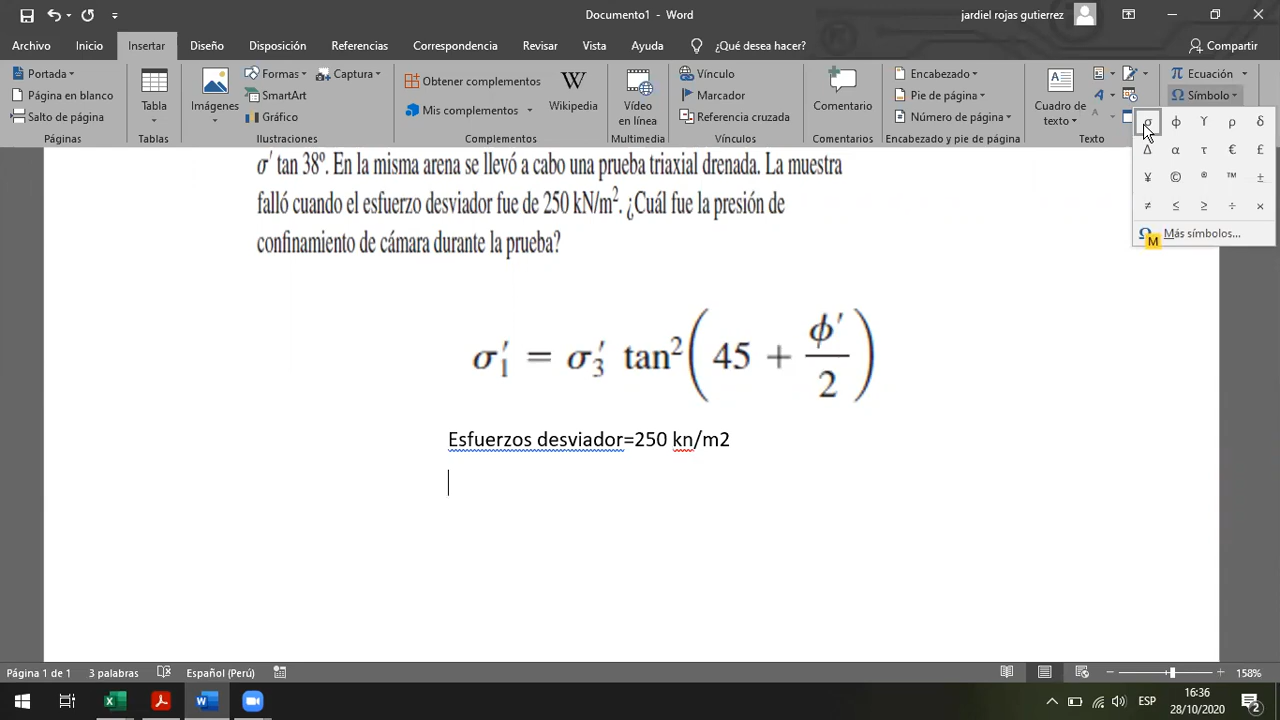 Documento1 - Word
jardiel rojas gutierrez
Archivo Inicio Insertar Diseño Disposición Referencias Correspondencia Revisar Vista Ayuda ¿Qué desea hacer? Compartir
Portada
Página en blanco
Salto de página
Páginas
Tabla
Tablas
Imágenes
Formas
SmartArt
Gráfico
Captura
Ilustraciones
Obtener complementos
Mis complementos
Wikipedia
Complementos
Vídeo
en línea
Multimedia
Vínculo
Marcador
Referencia cruzada
Vínculos
Comentario
Comentarios
Encabezado
Pie de página
Número de página
Encabezado y pie de página
Cuadro de
texto
Texto
Ecuación
Símbolo
σ ϕ ϒ ρ δ
Δ α τ € £
¥ © ® ™ ±
≠ ≤ ≥ ÷ ×
Más símbolos...
M
σ′ tan 38º. En la misma arena se llevó a cabo una prueba triaxial drenada. La muestra
falló cuando el esfuerzo desviador fue de 250 kN/m². ¿Cuál fue la presión de
confinamiento de cámara durante la prueba?
σ′₁ = σ′₃ tan²(45 + ϕ′/2)
Esfuerzos desviador=250 kn/m2
Página 1 de 1 3 palabras Español (Perú) 158%
ESP
16:36
28/10/2020
2